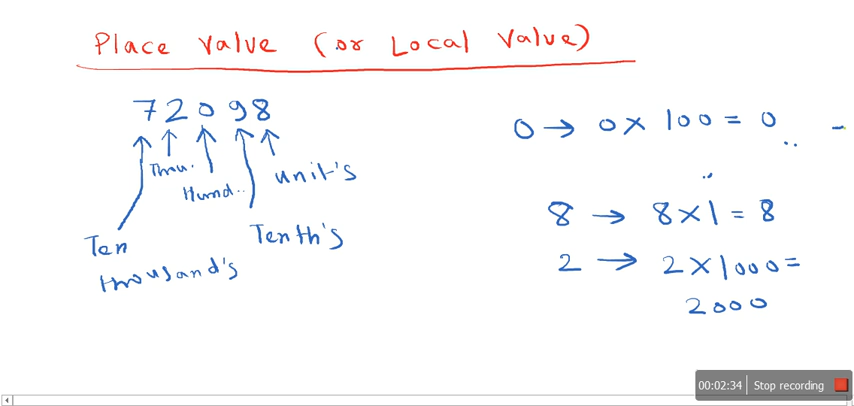 Place Value (or Local Value)
72098
Thou.
Hund..
Unit's
Tenth's
Ten
thousand's
0 → 0 × 100 = 0
8 → 8 × 1 = 8
2 → 2 × 1000 =
2000
00:02:34 Stop recording